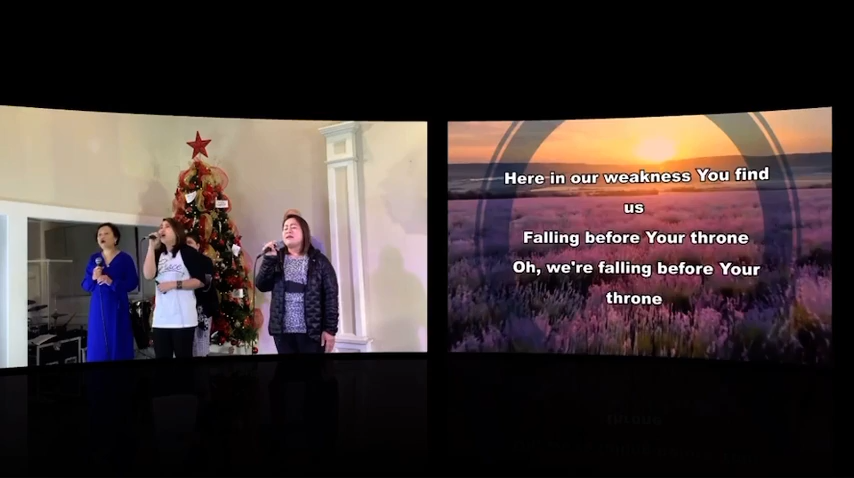 Here in our weakness You find
us
Falling before Your throne
Oh, we're falling before Your
throne